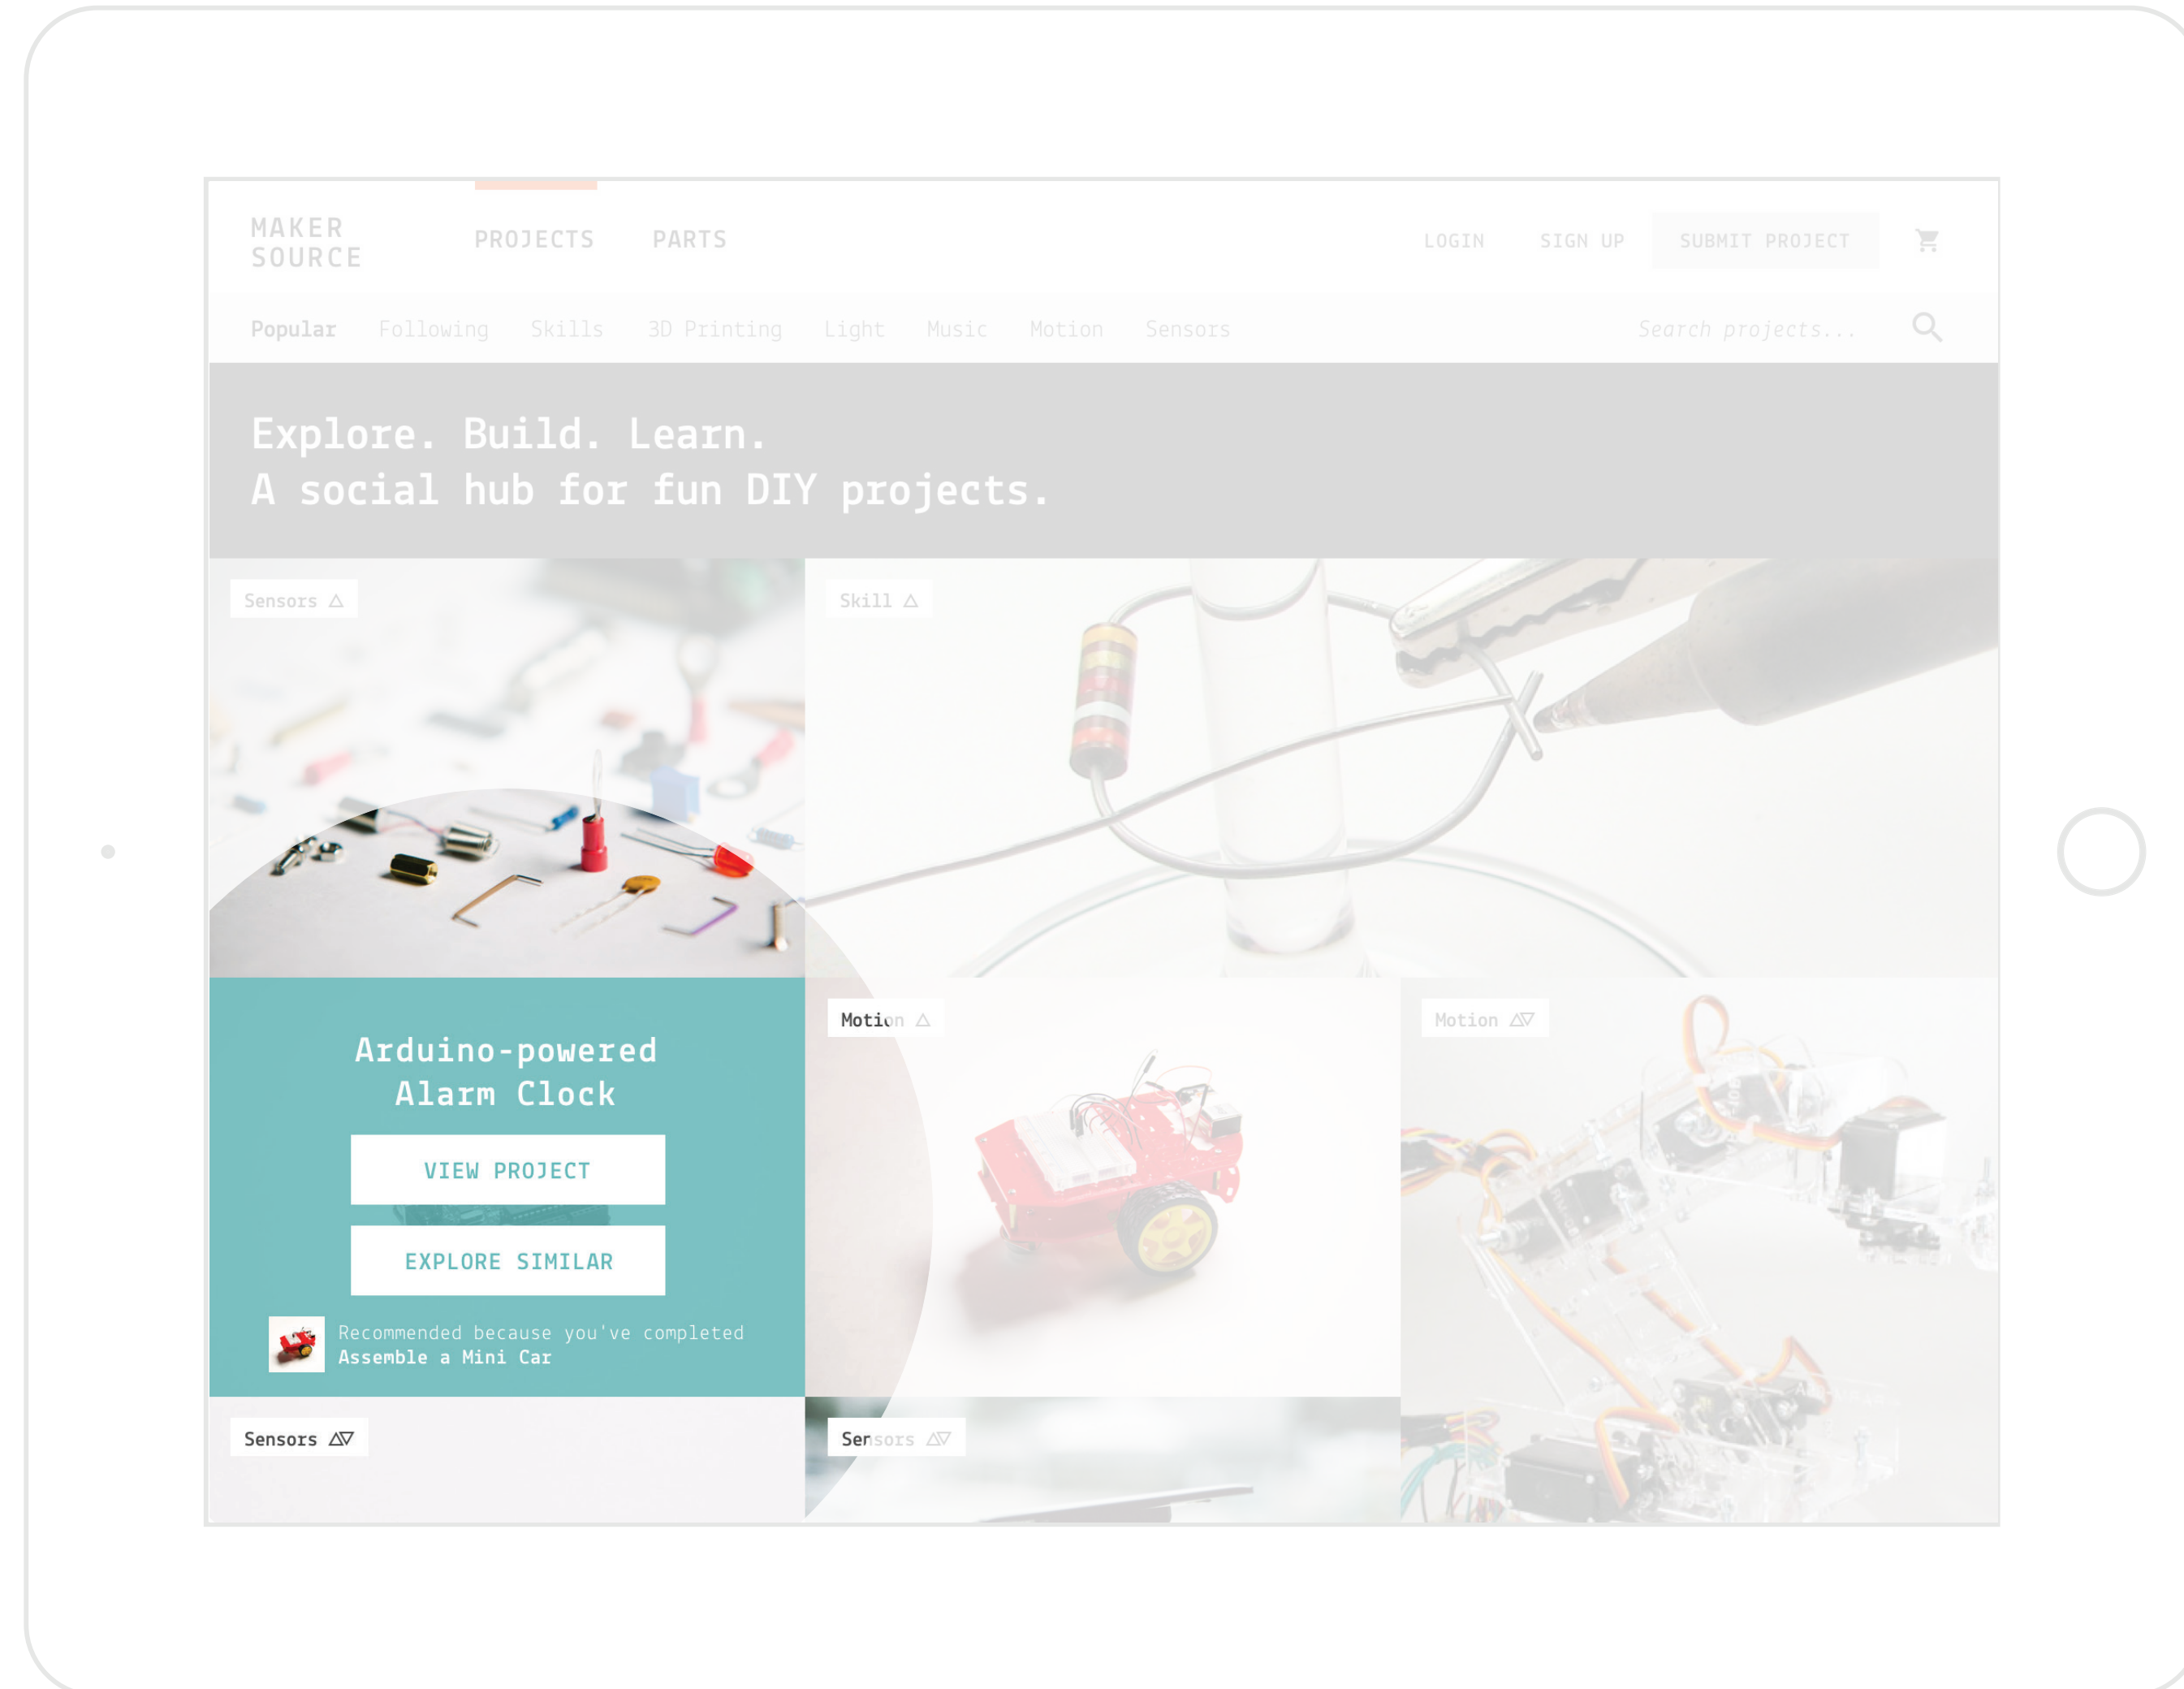 MAKER
SOURCE
PROJECTS
PARTS
LOGIN
SIGN UP
SUBMIT PROJECT
Popular
Following
Skills
3D Printing
Light
Music
Motion
Sensors
Search projects...
Explore. Build. Learn.
A social hub for fun DIY projects.
Sensors
Skill
Arduino-powered
Alarm Clock
VIEW PROJECT
EXPLORE SIMILAR
Recommended because you've completed
Assemble a Mini Car
Motion
Motion
Sensors
Sensors